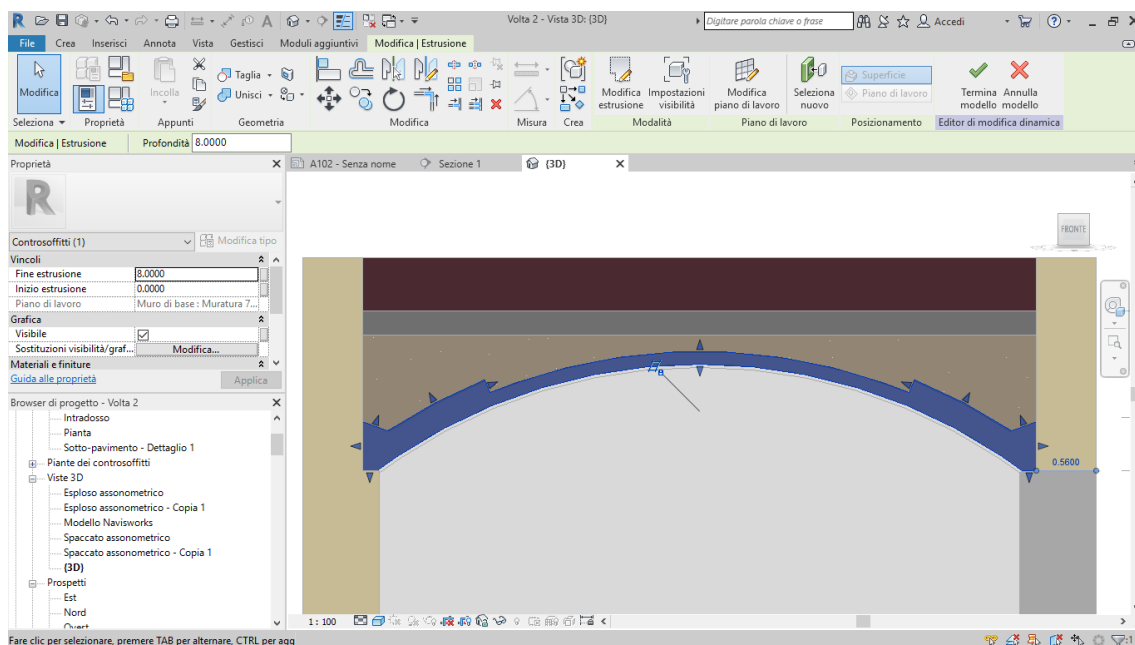 Volta 2 - Vista 3D: {3D}
Digitare parola chiave o frase
Accedi
File Crea Inserisci Annota Vista Gestisci Moduli aggiuntivi Modifica | Estrusione
Modifica
Incolla
Taglia
Unisci
Modifica estrusione
Impostazioni visibilità
Modifica piano di lavoro
Seleziona nuovo
Superficie
Piano di lavoro
Termina modello
Annulla modello
Seleziona Proprietà Appunti Geometria Modifica Misura Crea Modalità Piano di lavoro Posizionamento Editor di modifica dinamica
Modifica | Estrusione Profondità 8.0000
Proprietà
A102 - Senza nome Sezione 1 {3D}
R
Controsoffitti (1) Modifica tipo
Vincoli
Fine estrusione 8.0000
Inizio estrusione 0.0000
Piano di lavoro Muro di base : Muratura 7...
Grafica
Visibile
Sostituzioni visibilità/graf... Modifica...
Materiali e finiture
Guida alle proprietà Applica
Browser di progetto - Volta 2
Intradosso
Pianta
Sotto-pavimento - Dettaglio 1
Piante dei controsoffitti
Viste 3D
Esploso assonometrico
Esploso assonometrico - Copia 1
Modello Navisworks
Spaccato assonometrico
Spaccato assonometrico - Copia 1
{3D}
Prospetti
Est
Nord
Ovest
FRONTE
0.5600
1 : 100
Fare clic per selezionare, premere TAB per alternare, CTRL per agg
:1